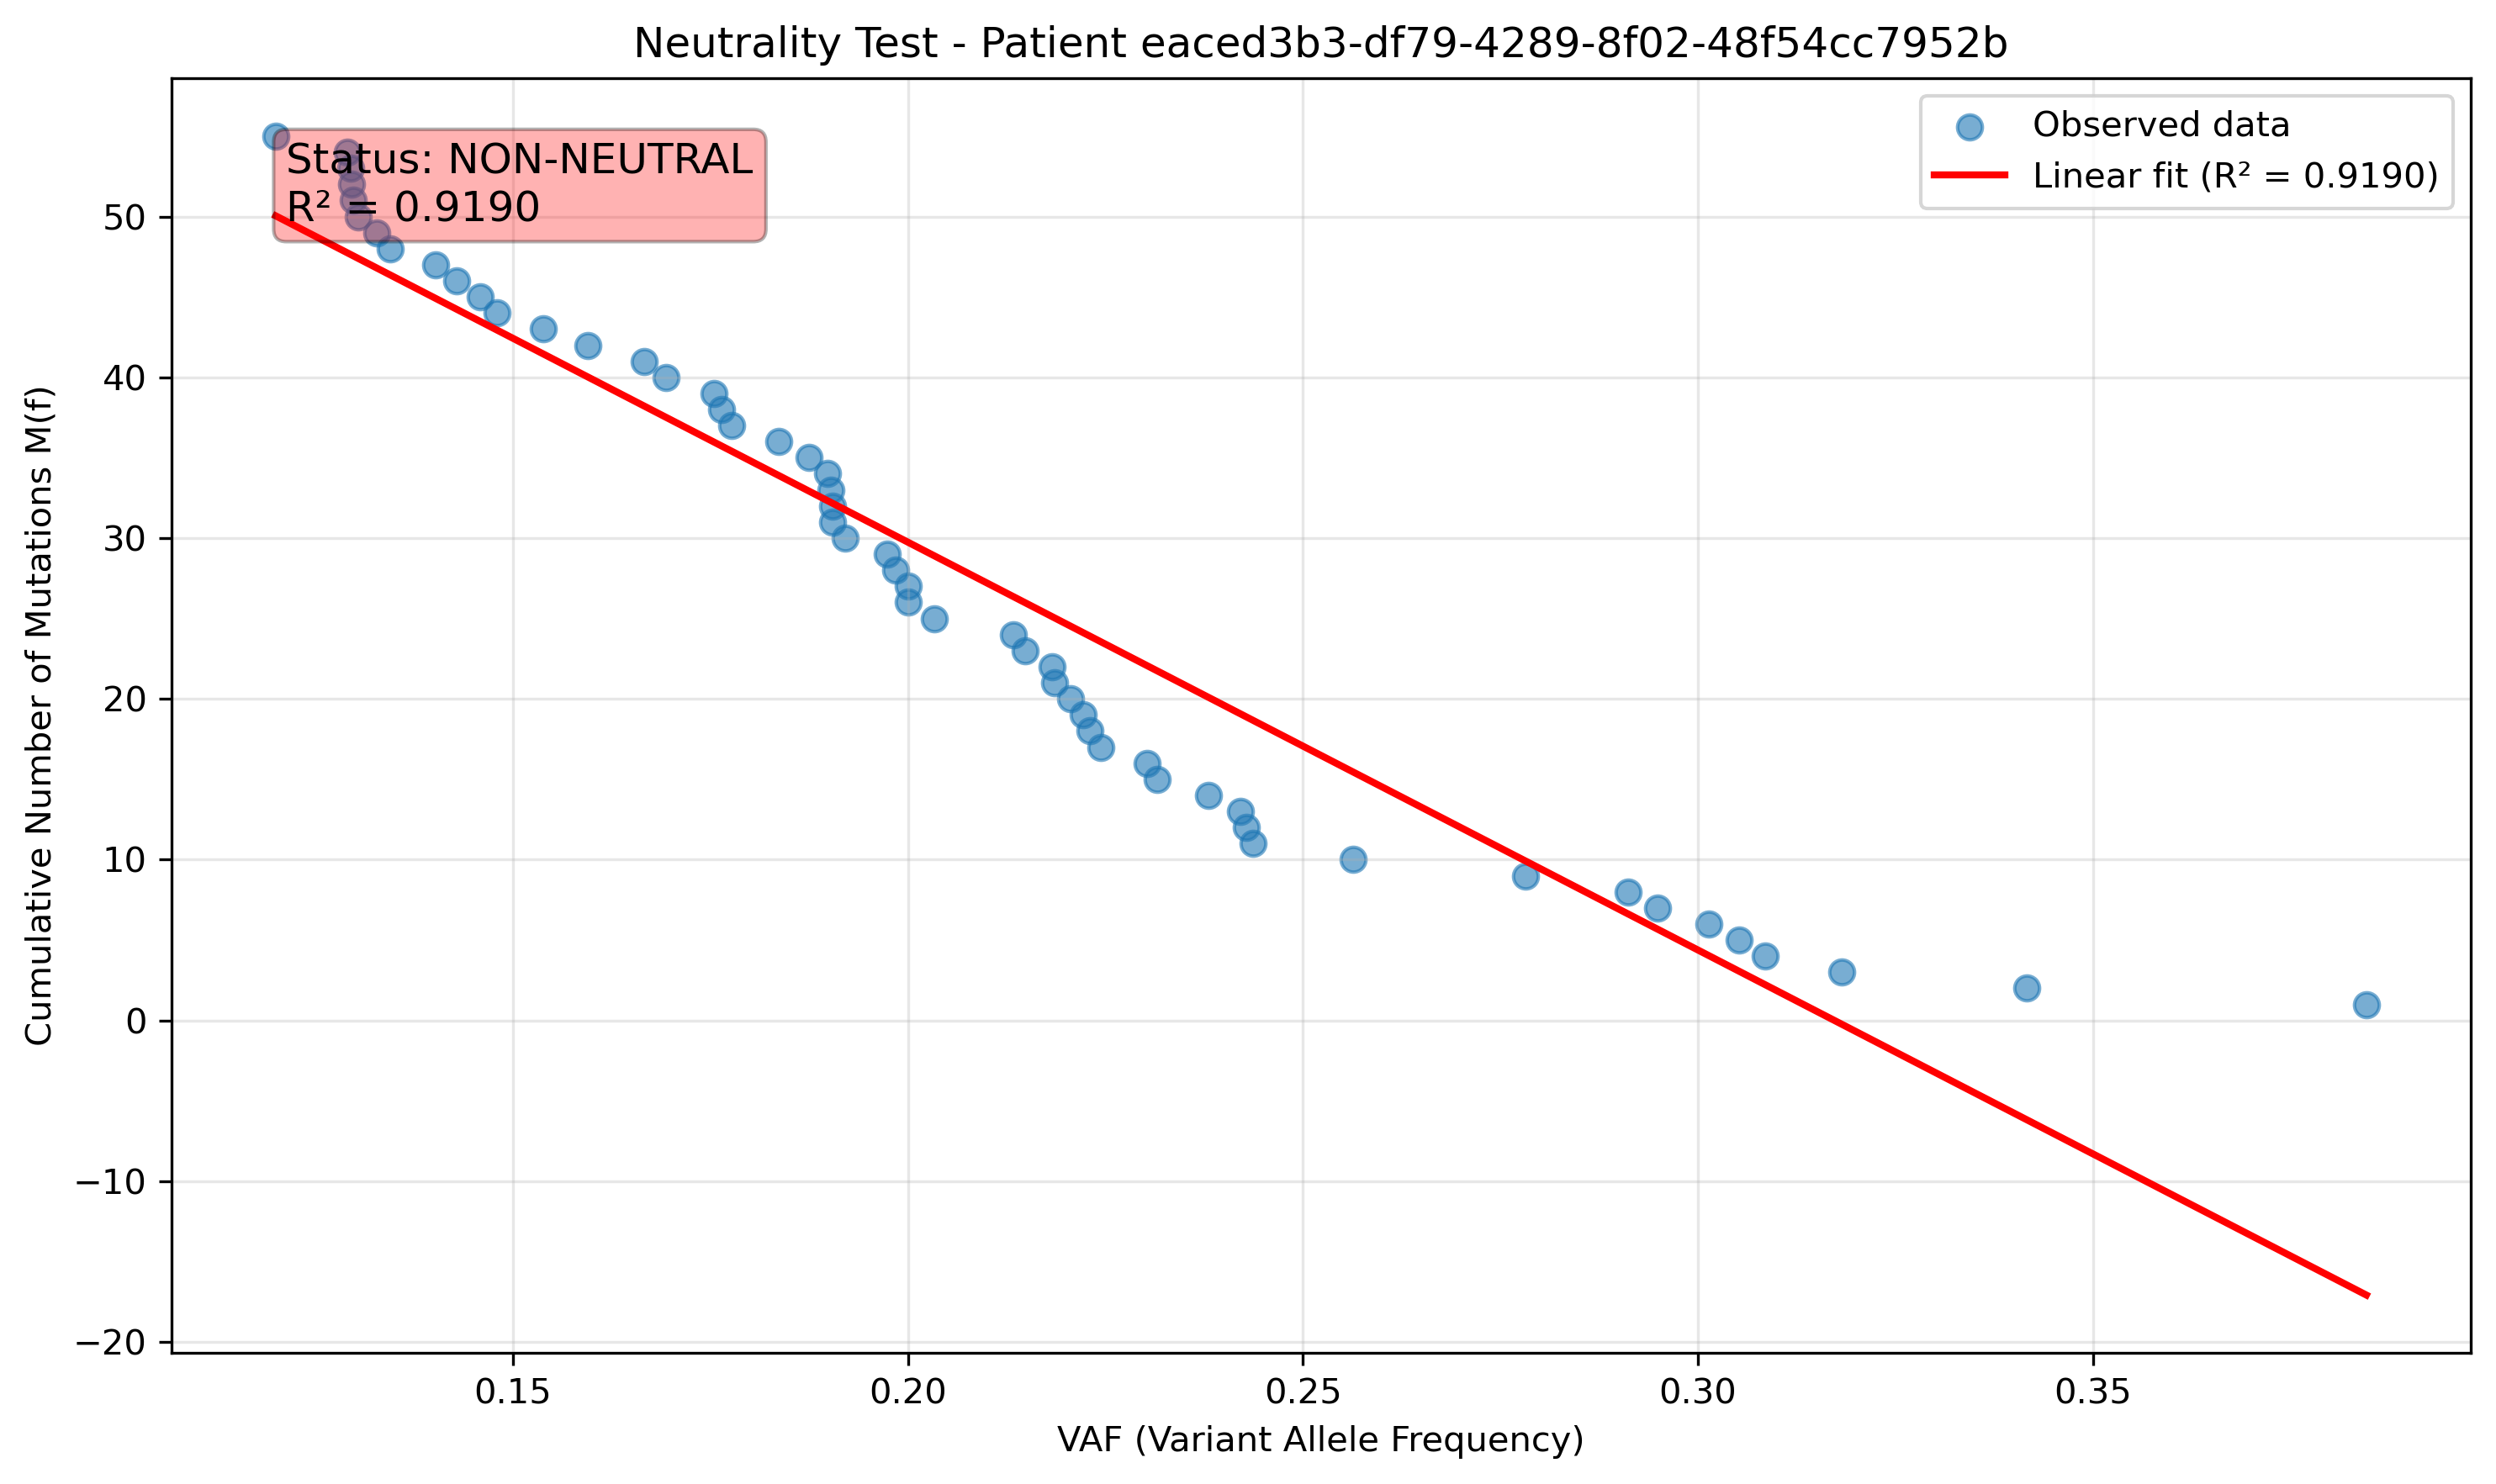 Neutrality Test - Patient eaced3b3-df79-4289-8f02-48f54cc7952b
Status: NON-NEUTRAL
R² = 0.9190
Observed data
Linear fit (R² = 0.9190)
Cumulative Number of Mutations M(f)
50
40
30
20
10
0
−10
−20
0.15
0.20
0.25
0.30
0.35
VAF (Variant Allele Frequency)